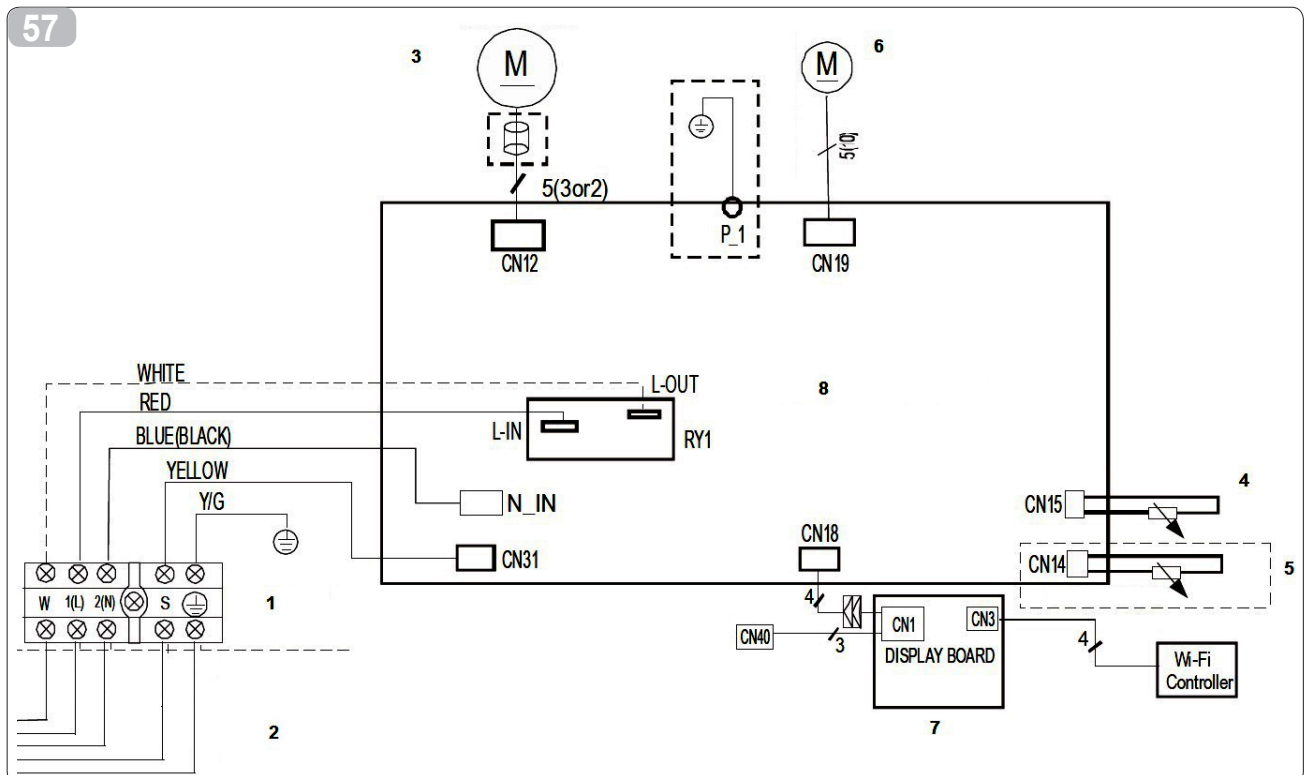 57
3
M
6
M
5(10)
5(3or2)
P_1
CN12
CN19
WHITE
L-OUT
8
RED
L-IN
RY1
BLUE(BLACK)
YELLOW
N_IN
4
CN15
Y/G
CN18
CN31
CN14
5
W 1(L) 2(N) S
1
4
CN1
CN3
CN40
3
4
DISPLAY BOARD
Wi-Fi
Controller
7
2